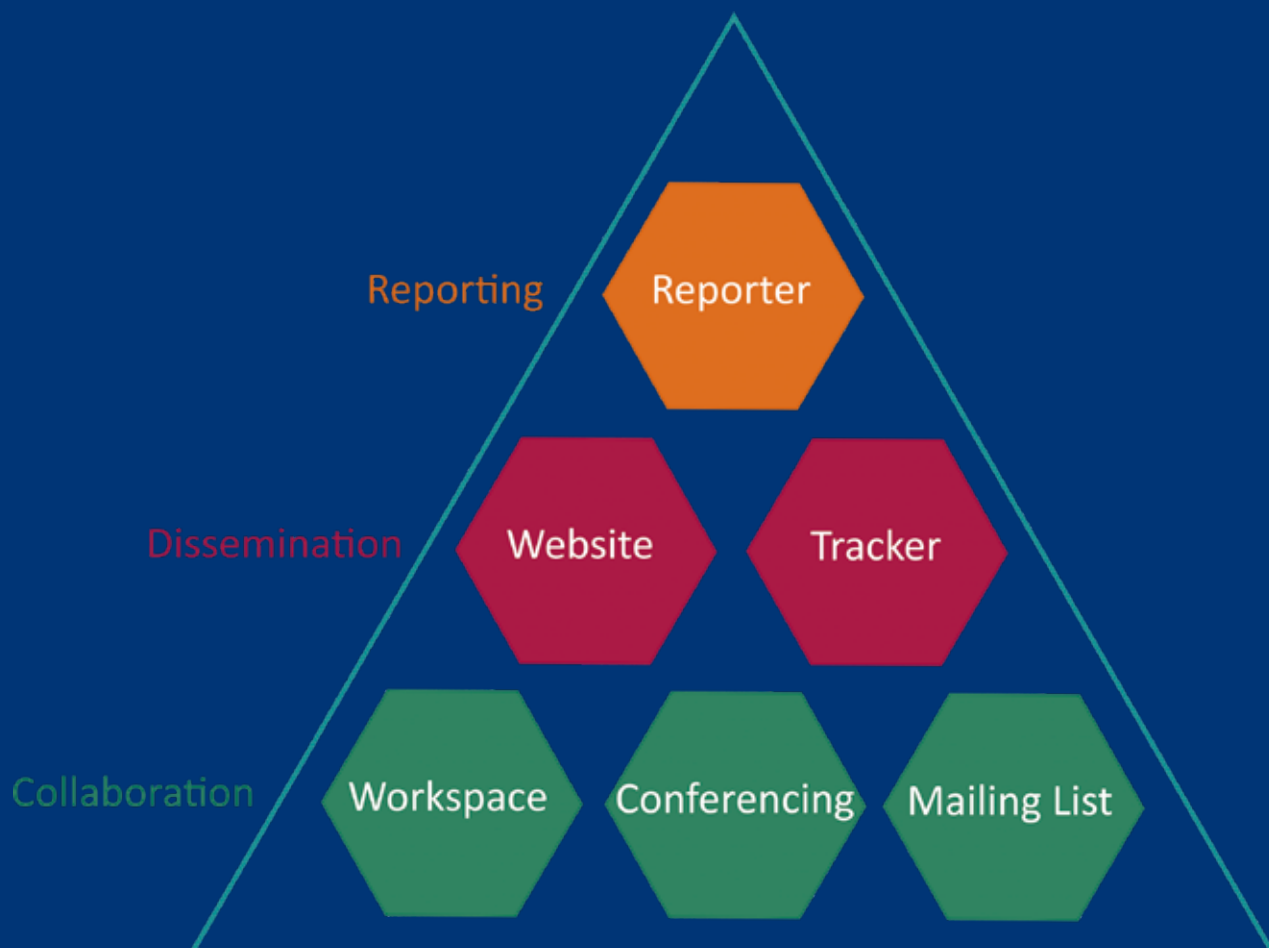 Reporting
Reporter
Dissemination
Website
Tracker
Collaboration
Workspace
Conferencing
Mailing List